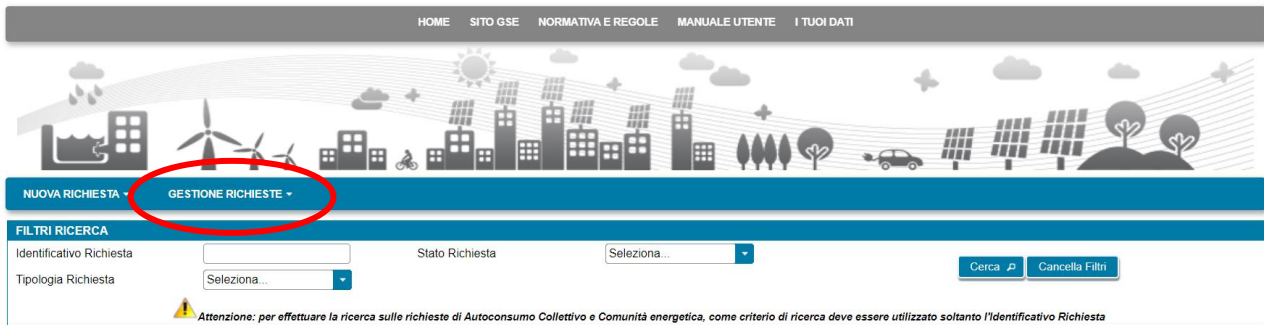 HOME SITO GSE NORMATIVA E REGOLE MANUALE UTENTE I TUOI DATI
NUOVA RICHIESTA GESTIONE RICHIESTE
FILTRI RICERCA
Identificativo Richiesta Stato Richiesta Seleziona...
Tipologia Richiesta Seleziona... Cerca Cancella Filtri
Attenzione: per effettuare la ricerca sulle richieste di Autoconsumo Collettivo e Comunità energetica, come criterio di ricerca deve essere utilizzato soltanto l'Identificativo Richiesta